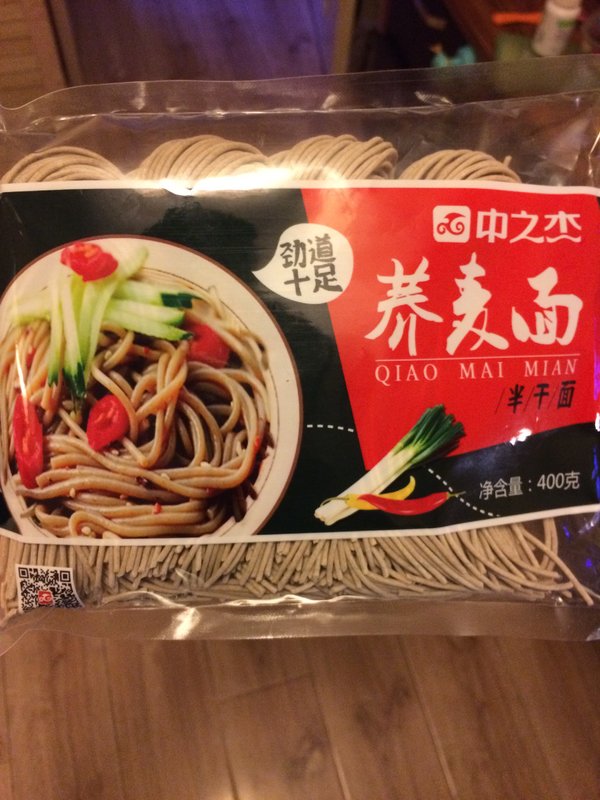 中之杰
劲道
十足
荞麦面
QIAO MAI MIAN
/半/干/面
净含量：400克